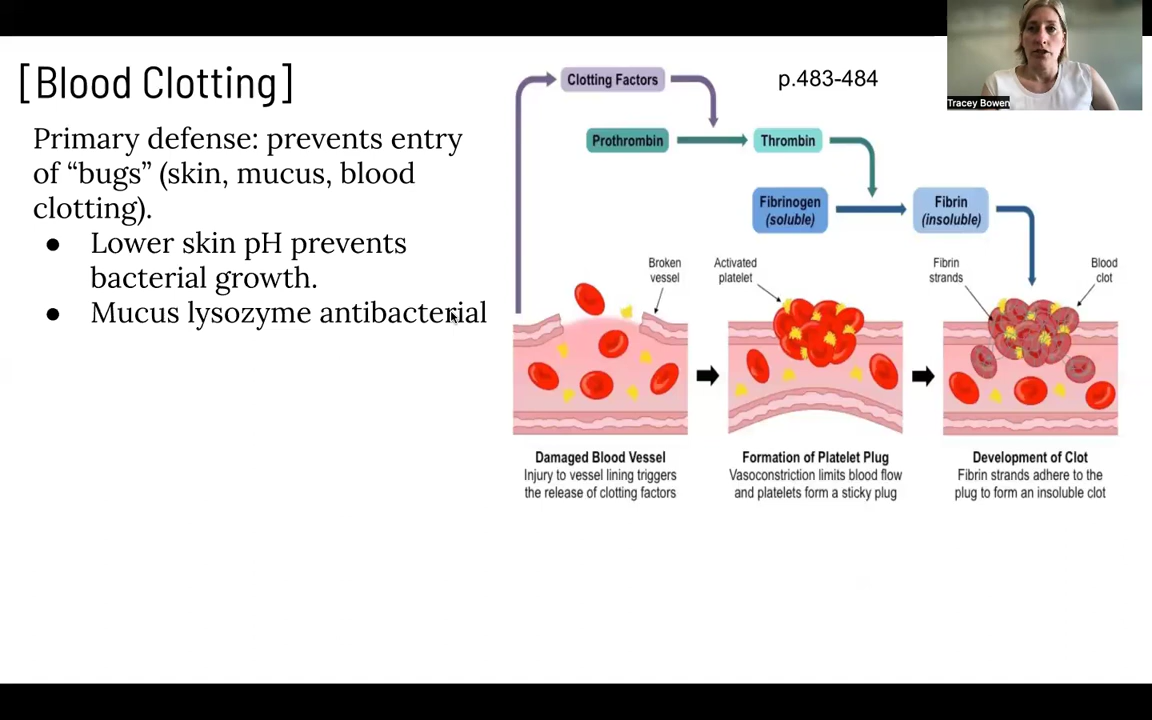 [Blood Clotting]
Primary defense: prevents entry
of “bugs” (skin, mucus, blood
clotting).
● Lower skin pH prevents
bacterial growth.
● Mucus lysozyme antibacterial
p.483-484
Tracey Bowen
Clotting Factors
Prothrombin
Thrombin
Fibrinogen
(soluble)
Fibrin
(insoluble)
Broken
vessel
Activated
platelet
Fibrin
strands
Blood
clot
Damaged Blood Vessel
Injury to vessel lining triggers
the release of clotting factors
Formation of Platelet Plug
Vasoconstriction limits blood flow
and platelets form a sticky plug
Development of Clot
Fibrin strands adhere to the
plug to form an insoluble clot